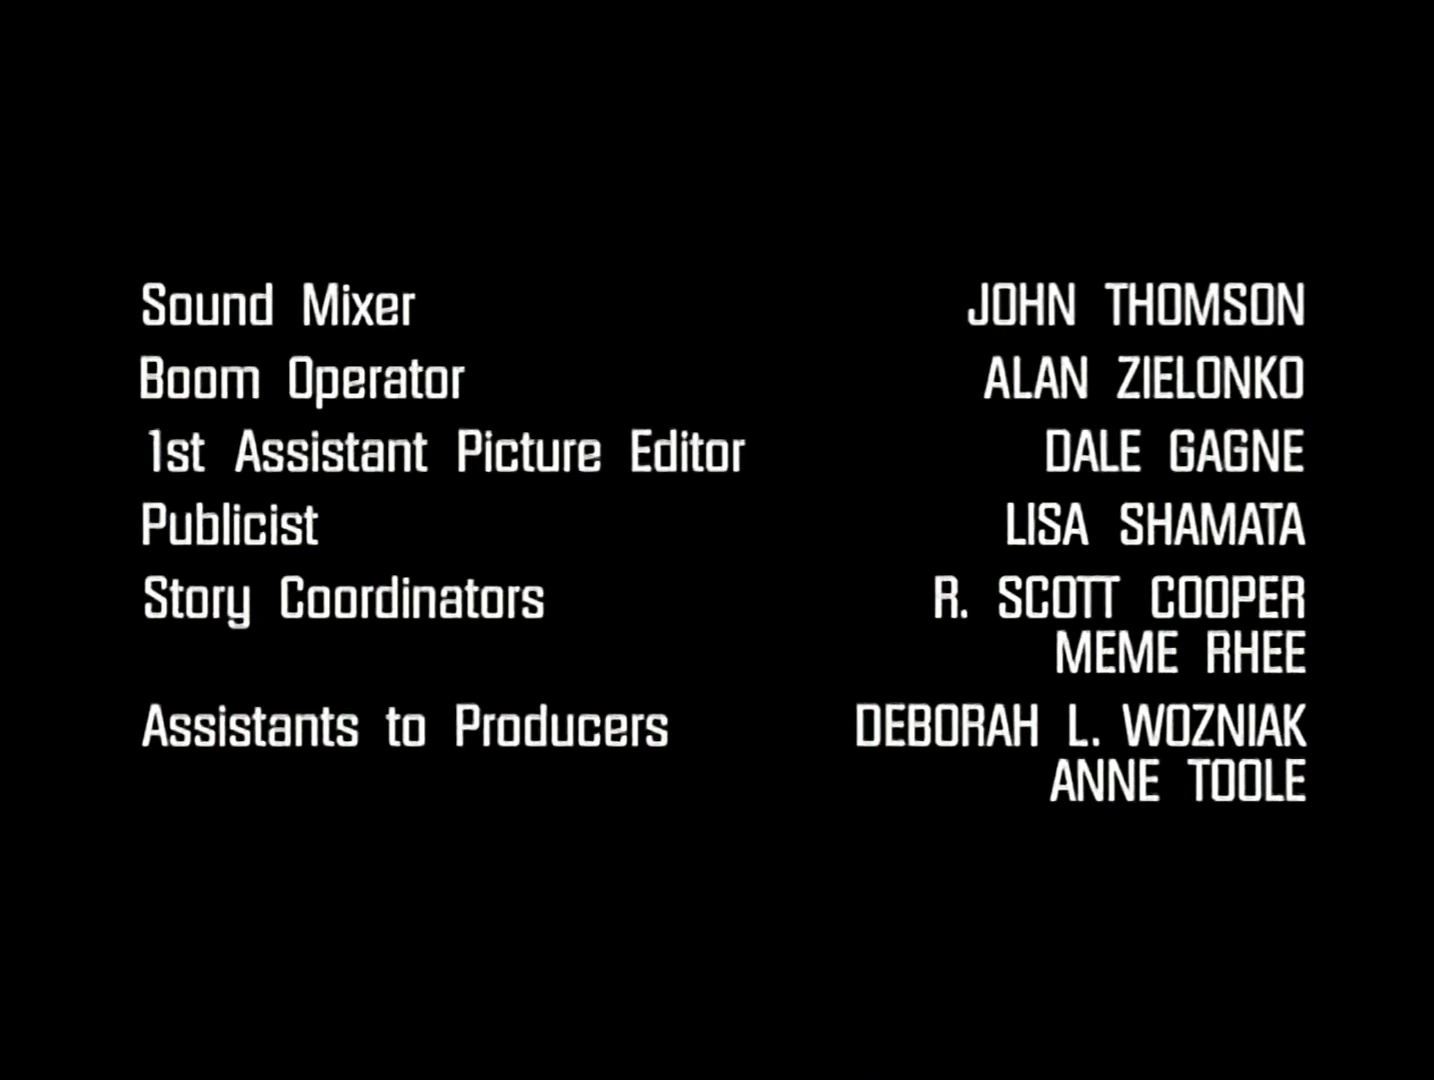 Sound Mixer JOHN THOMSON
Boom Operator ALAN ZIELONKO
1st Assistant Picture Editor DALE GAGNE
Publicist LISA SHAMATA
Story Coordinators R. SCOTT COOPER
MEME RHEE
Assistants to Producers DEBORAH L. WOZNIAK
ANNE TOOLE